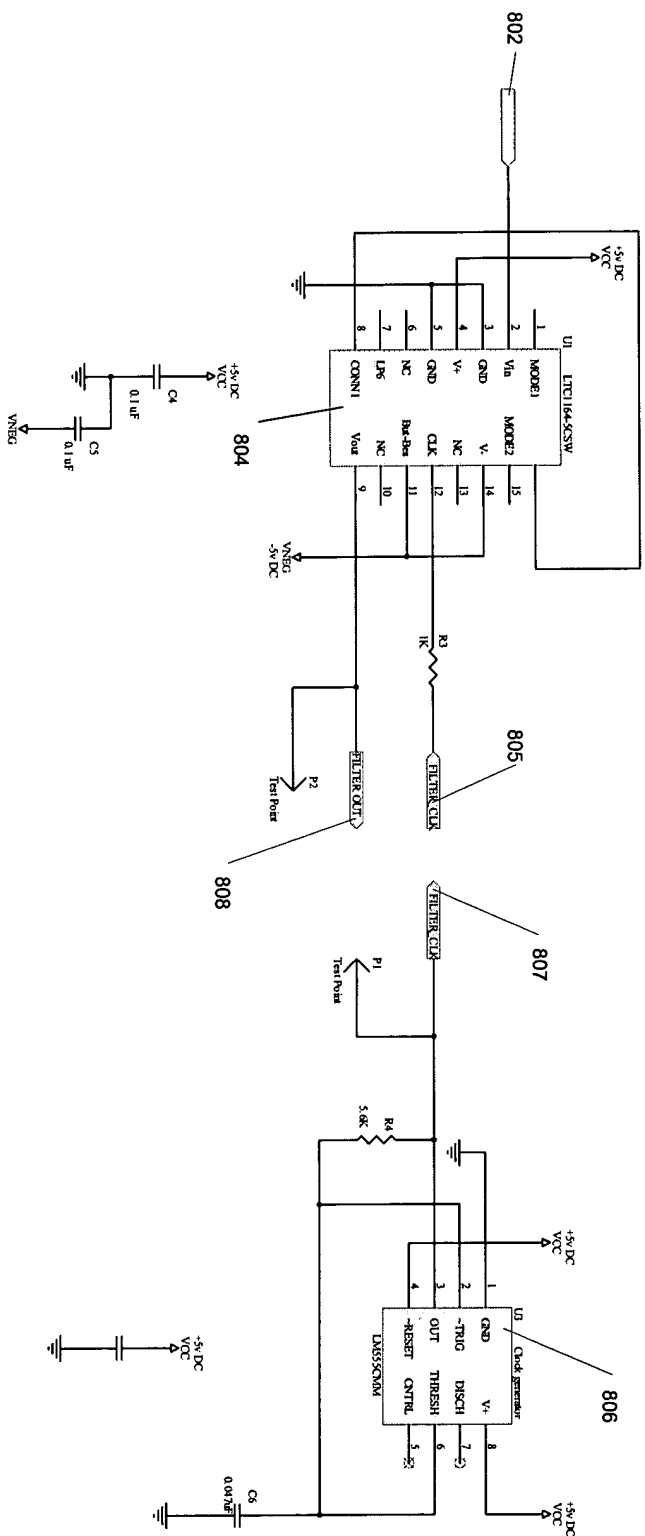 802
+5v DC
VCC
U1
LTC1164-5CSW
1
2
3
4
5
6
7
8
MODE1
Vin
GND
V+
GND
NC
LP6
CONN1
MODE2
V-
NC
CLK
But-Bes
NC
Vout
15
14
13
12
11
10
9
804
+5v DC
VCC
C4
0.1 uF
C5
0.1 uF
VNEG
VNEG
-5v DC
R3
1K
FILTER_CLK
805
FILTER OUT
808
P2
Test Point
FILTER_CLK
807
P1
Test Point
R4
5.6K
+5v DC
VCC
1
2
3
4
U3
Clock generator
GND
~TRIG
OUT
~RESET
V+
DISCH
THRESH
CNTRL
LM555CMM
8
7
6
5
806
+5v DC
VCC
+5v DC
VCC
C6
0.047uF